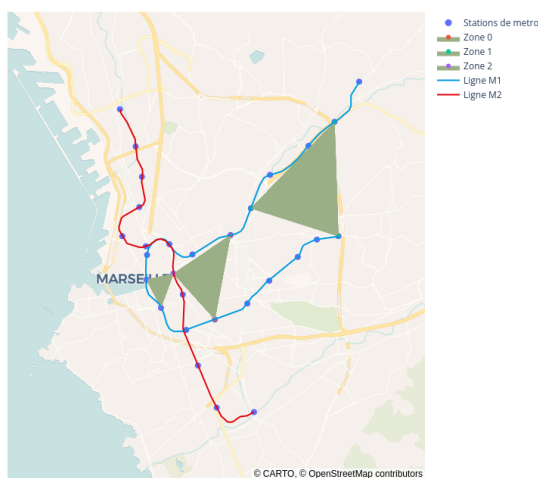 Stations de metro
Zone 0
Zone 1
Zone 2
Ligne M1
Ligne M2
MARSEILLE
© CARTO, © OpenStreetMap contributors